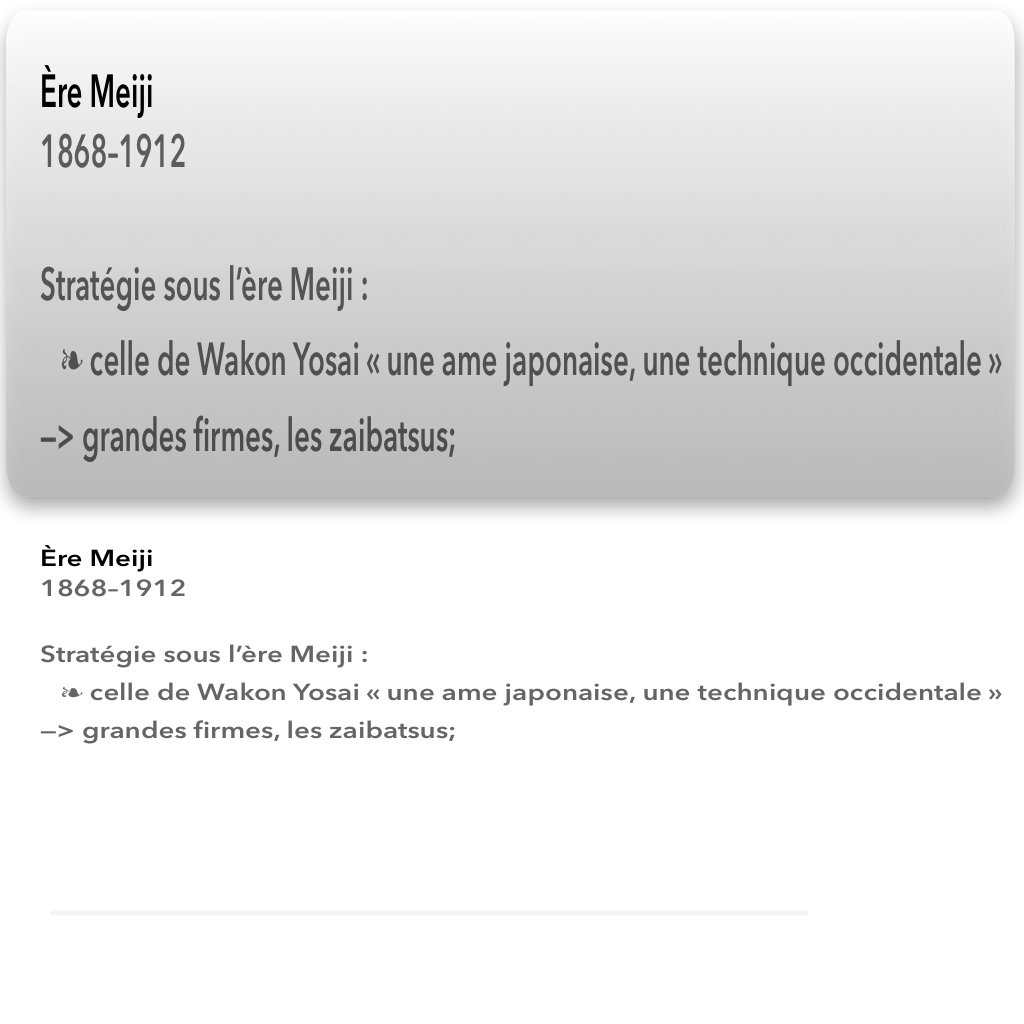 Ère Meiji
1868-1912
Stratégie sous l’ère Meiji :
❧ celle de Wakon Yosai « une ame japonaise, une technique occidentale »
—> grandes firmes, les zaibatsus;
Ère Meiji
1868–1912
Stratégie sous l’ère Meiji :
❧ celle de Wakon Yosai « une ame japonaise, une technique occidentale »
—> grandes firmes, les zaibatsus;